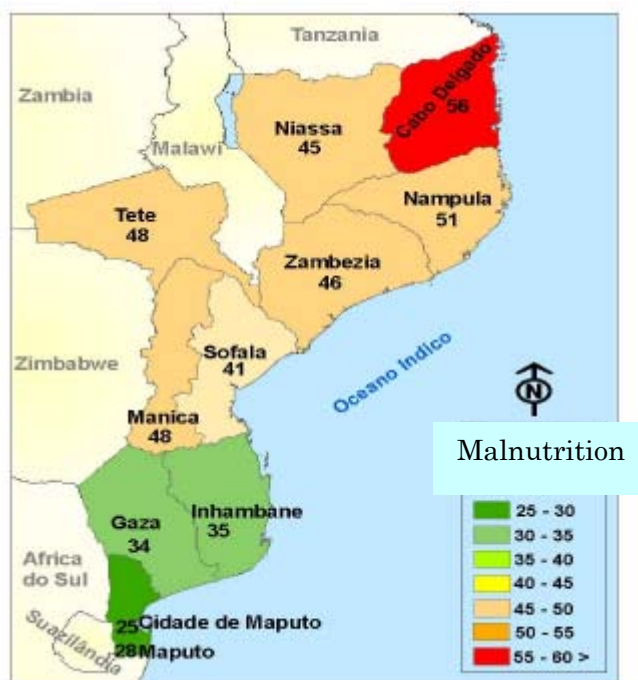 Tanzania
Zambia
Cabo Delgado
56
Niassa
45
Malawi
Nampula
51
Tete
48
Zambezia
46
Sofala
41
Zimbabwe
Oceano Indico
Manica
48
N
Malnutrition
Inhambane
35
Gaza
34
Africa
do Sul
25 Cidade de Maputo
28 Maputo
Suazilândia
25 - 30
30 - 35
35 - 40
40 - 45
45 - 50
50 - 55
55 - 60 >